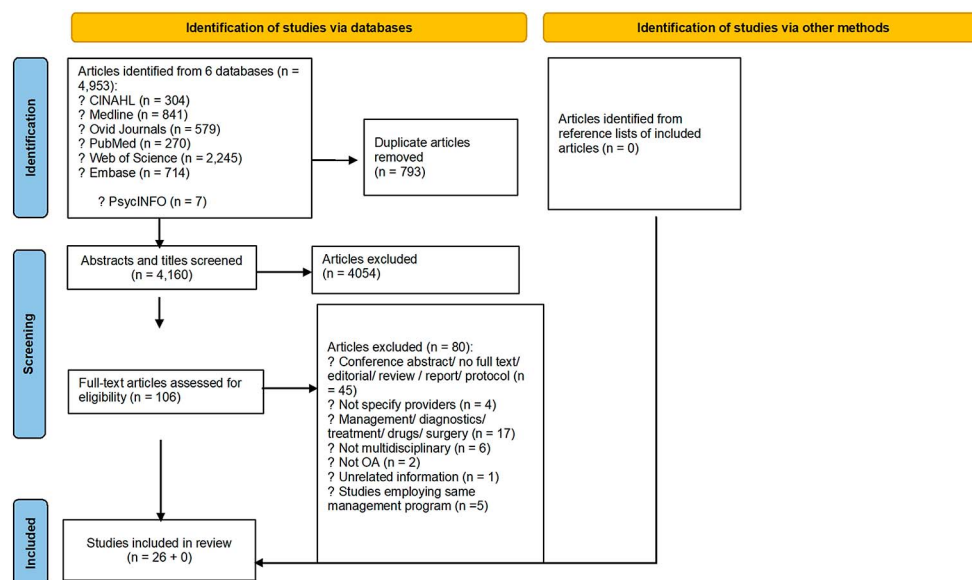 Identification of studies via databases
Identification of studies via other methods
Identification
Articles identified from 6 databases (n =
4,953):
? CINAHL (n = 304)
? Medline (n = 841)
? Ovid Journals (n = 579)
? PubMed (n = 270)
? Web of Science (n = 2,245)
? Embase (n = 714)
? PsycINFO (n = 7)
Duplicate articles
removed
(n = 793)
Articles identified from
reference lists of included
articles (n = 0)
Screening
Abstracts and titles screened
(n = 4,160)
Articles excluded
(n = 4054)
Full-text articles assessed for
eligibility (n = 106)
Articles excluded (n = 80):
? Conference abstract/ no full text/
editorial/ review / report/ protocol (n
= 45)
? Not specify providers (n = 4)
? Management/ diagnostics/
treatment/ drugs/ surgery (n = 17)
? Not multidisciplinary (n = 6)
? Not OA (n = 2)
? Unrelated information (n = 1)
? Studies employing same
management program (n =5)
Included
Studies included in review
(n = 26 + 0)